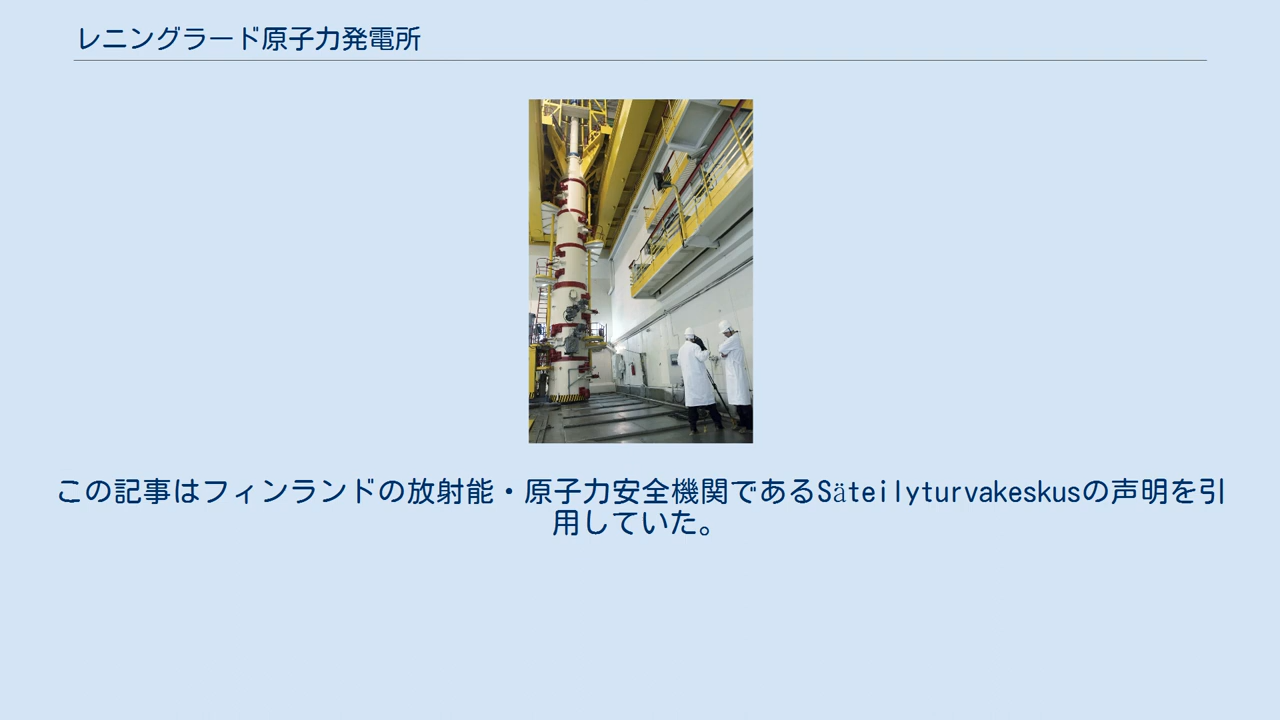 レニングラード原子力発電所
この記事はフィンランドの放射能・原子力安全機関であるSäteilyturvakeskusの声明を引
用していた。